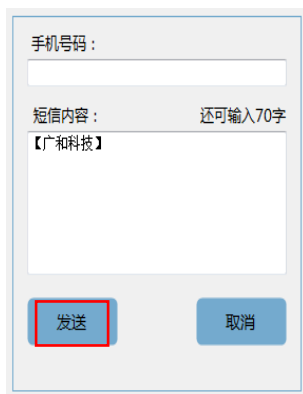 手机号码：
短信内容： 还可输入70字
【广和科技】
发送 取消